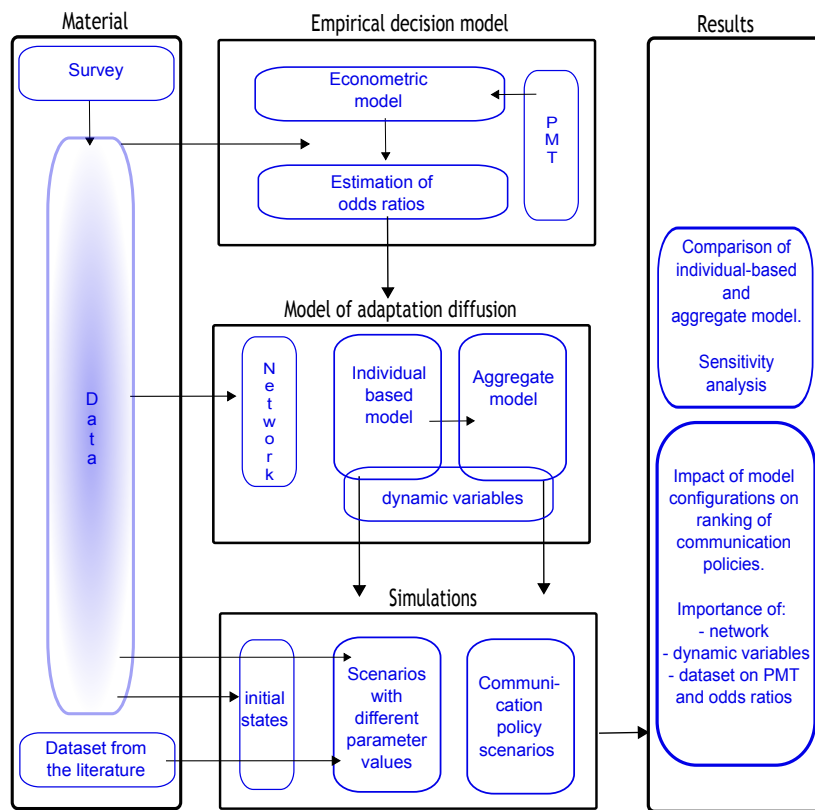 Material
Survey
D
a
t
a
Dataset from
the literature
Empirical decision model
Econometric
model
P
M
T
Estimation of
odds ratios
Model of adaptation diffusion
N
e
t
w
o
r
k
Individual
based
model
Aggregate
model
dynamic variables
Simulations
initial
states
Scenarios
with
different
parameter
values
Communi-
cation
policy
scenarios
Results
Comparison of
individual-based
and
aggregate model.
Sensitivity
analysis
Impact of model
configurations on
ranking of
communication
policies.
Importance of:
- network
- dynamic variables
- dataset on PMT
and odds ratios